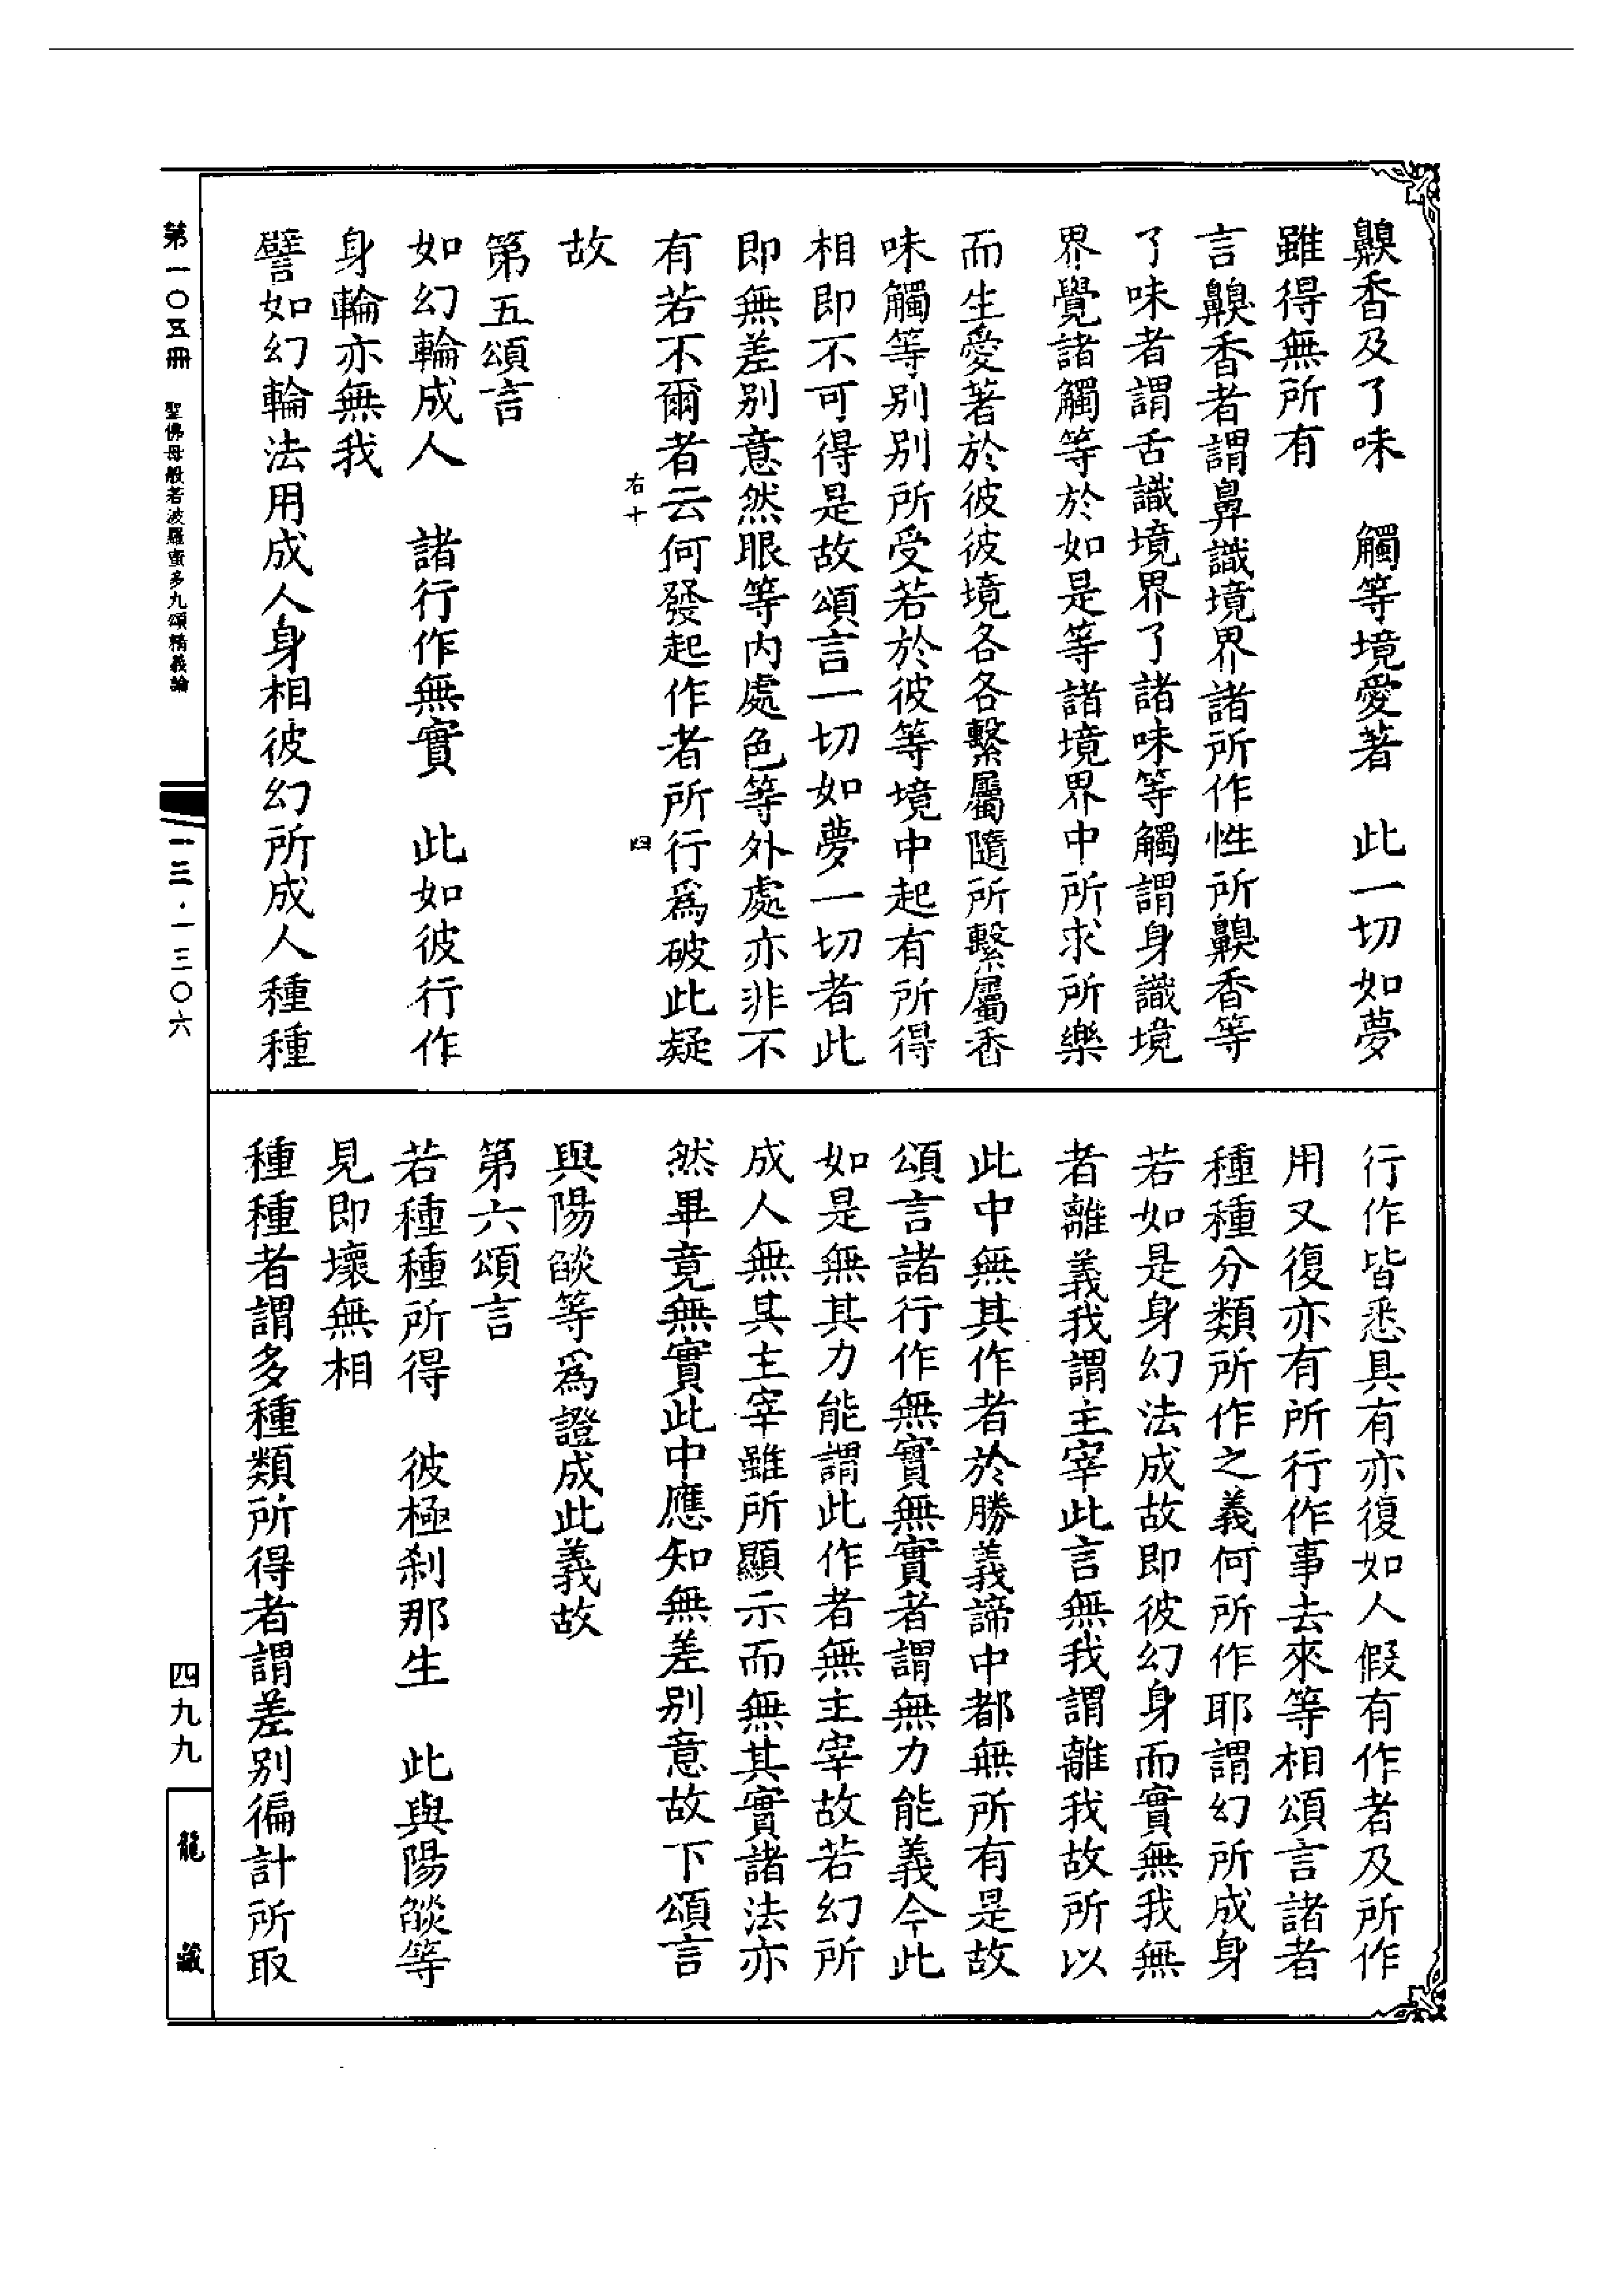 齅香及了味　觸等境愛著　此一切如夢
雖得無所有
言齅香者謂鼻識境界諸所作性所齅香等
了味者謂舌識境界了諸味等觸謂身識境
界覺諸觸等於如是等諸境界中所求所樂
而生愛著於彼彼境各各繫屬隨所繫屬香
味觸等別別所受若於彼等境中起有所得
相即不可得是故頌言一切如夢一切者此
即無差別意然眼等內處色等外處亦非不
有若不爾者云何發起作者所行爲破此疑
右十　四
故
第五頌言
如幻輪成人　諸行作無實　此如彼行作
身輪亦無我
譬如幻輪法用成人身相彼幻所成人種種
行作皆悉具有亦復如人假有作者及所作
用又復亦有所行作事去來等相頌言諸者
種種分類所作之義何所作耶謂幻所成身
若如是身幻法成故即彼幻身而實無我無
者離義我謂主宰此言無我謂離我故所以
此中無其作者於勝義諦中都無所有是故
頌言諸行作無實無實者謂無力能義今此
如是無其力能謂此作者無主宰故若幻所
成人無其主宰雖所顯示而無其實諸法亦
然畢竟無實此中應知無差別意故下頌言
與陽燄等爲證成此義故
第六頌言
若種種所得　彼極剎那生　此與陽燄等
見即壞無相
種種者謂多種類所得者謂差別徧計所取
第一〇五冊　聖佛母般若波羅蜜多九頌精義論
一三·一三〇六
四九九
龍藏